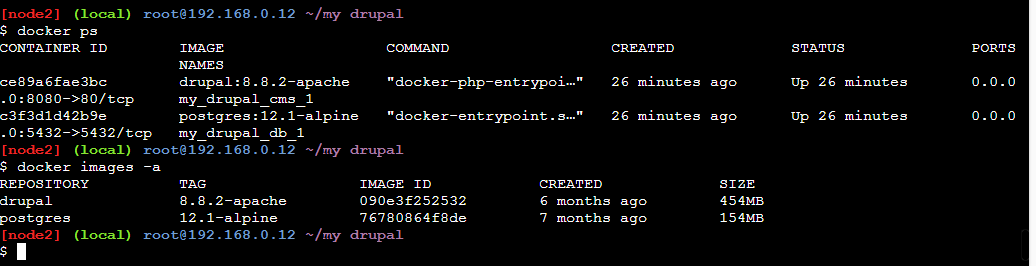 [node2] (local) root@192.168.0.12 ~/my drupal
$ docker ps
CONTAINER ID        IMAGE                  COMMAND                  CREATED             STATUS              PORTS
                    NAMES
ce89a6fae3bc        drupal:8.8.2-apache    "docker-php-entrypoi…"   26 minutes ago      Up 26 minutes       0.0.0
.0:8080->80/tcp     my_drupal_cms_1
c3f3d1d42b9e        postgres:12.1-alpine   "docker-entrypoint.s…"   26 minutes ago      Up 26 minutes       0.0.0
.0:5432->5432/tcp   my_drupal_db_1
[node2] (local) root@192.168.0.12 ~/my drupal
$ docker images -a
REPOSITORY          TAG                 IMAGE ID            CREATED             SIZE
drupal              8.8.2-apache        090e3f252532        6 months ago        454MB
postgres            12.1-alpine         76780864f8de        7 months ago        154MB
[node2] (local) root@192.168.0.12 ~/my drupal
$